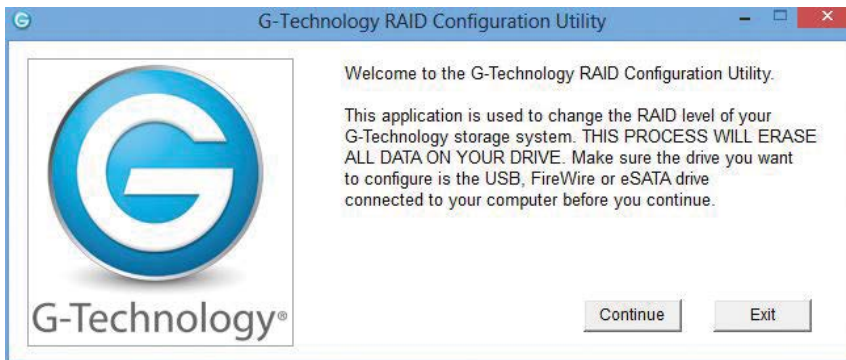 G-Technology RAID Configuration Utility
Welcome to the G-Technology RAID Configuration Utility.
This application is used to change the RAID level of your
G-Technology storage system. THIS PROCESS WILL ERASE
ALL DATA ON YOUR DRIVE. Make sure the drive you want
to configure is the USB, FireWire or eSATA drive
connected to your computer before you continue.
G-Technology®
Continue
Exit